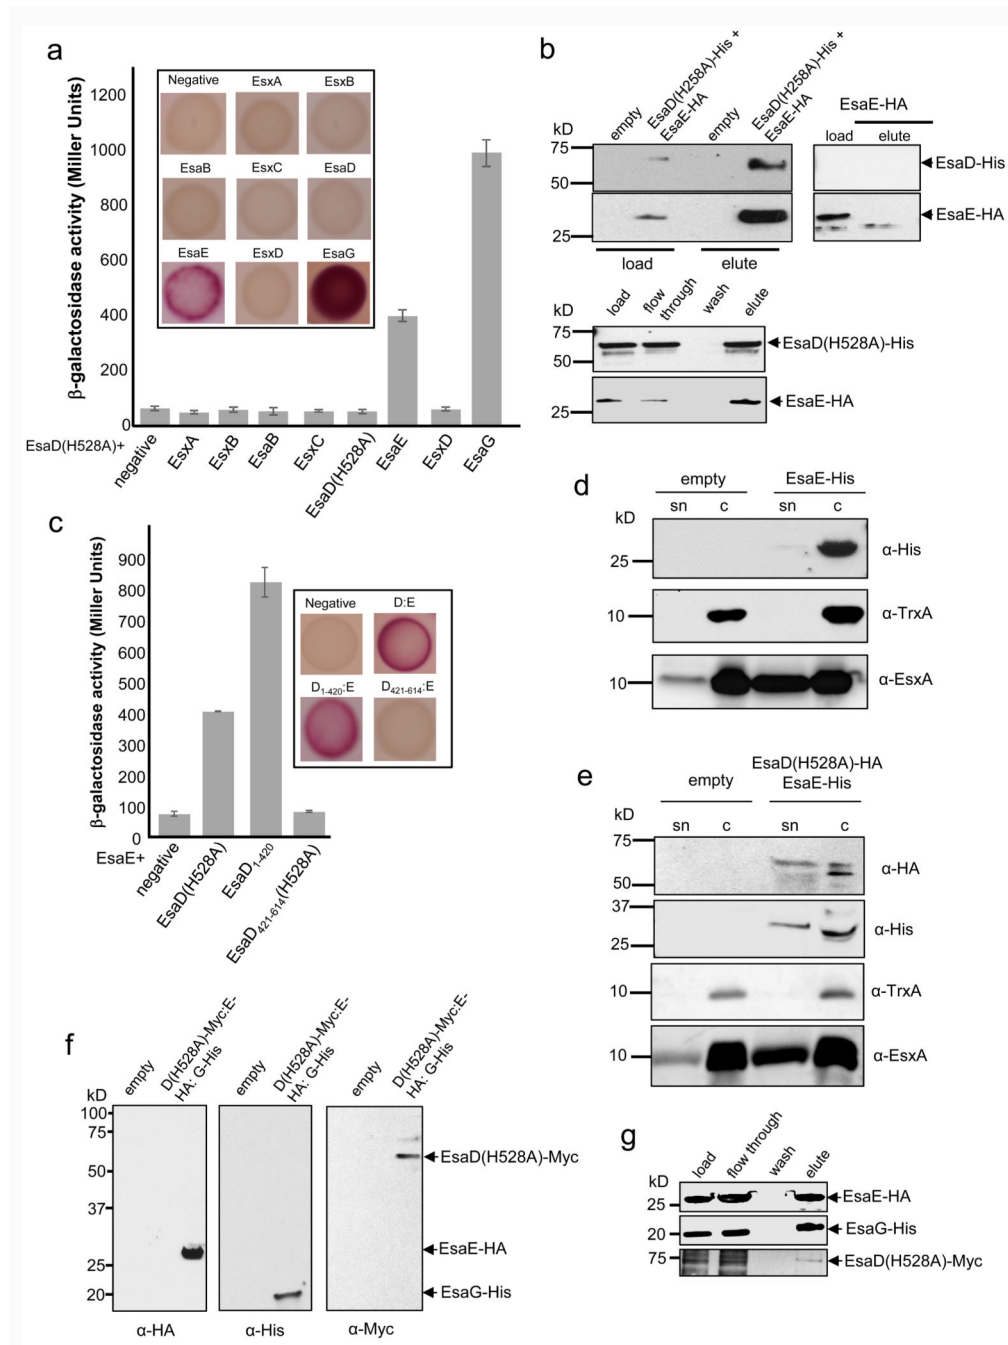 a
β-galactosidase activity (Miller Units)
1200
1000
800
600
400
200
0
Negative EsxA EsxB
EsaB EsxC EsaD
EsaE EsxD EsaG
EsaD(H528A)+
negative
EsxA
EsxB
EsaB
EsxC
EsaD(H528A)
EsaE
EsxD
EsaG
b
empty
EsaD(H258A)-His +
EsaE-HA
empty
EsaD(H258A)-His +
EsaE-HA
EsaE-HA
load elute
kD
75
50
25
EsaD-His
EsaE-HA
load elute
load
flow
through
wash
elute
kD
75
50
25
EsaD(H528A)-His
EsaE-HA
c
β-galactosidase activity (Miller Units)
900
800
700
600
500
400
300
200
100
0
Negative D:E
D1-420:E D421-614:E
EsaE+
negative
EsaD(H528A)
EsaD1-420
EsaD421-614(H528A)
d
empty EsaE-His
sn c sn c
kD
25
α-His
10
α-TrxA
10
α-EsxA
e
EsaD(H528A)-HA
empty EsaE-His
sn c sn c
kD
75
50
α-HA
37
25
α-His
10
α-TrxA
10
α-EsxA
f
empty
D(H528A)-Myc:E-
HA: G-His
empty
D(H528A)-Myc:E-
HA: G-His
empty
D(H528A)-Myc:E-
HA: G-His
kD
100
75
50
37
25
20
EsaD(H528A)-Myc
EsaE-HA
EsaG-His
α-HA α-His α-Myc
g
load
flow through
wash
elute
kD
25
EsaE-HA
20
EsaG-His
75
EsaD(H528A)-Myc